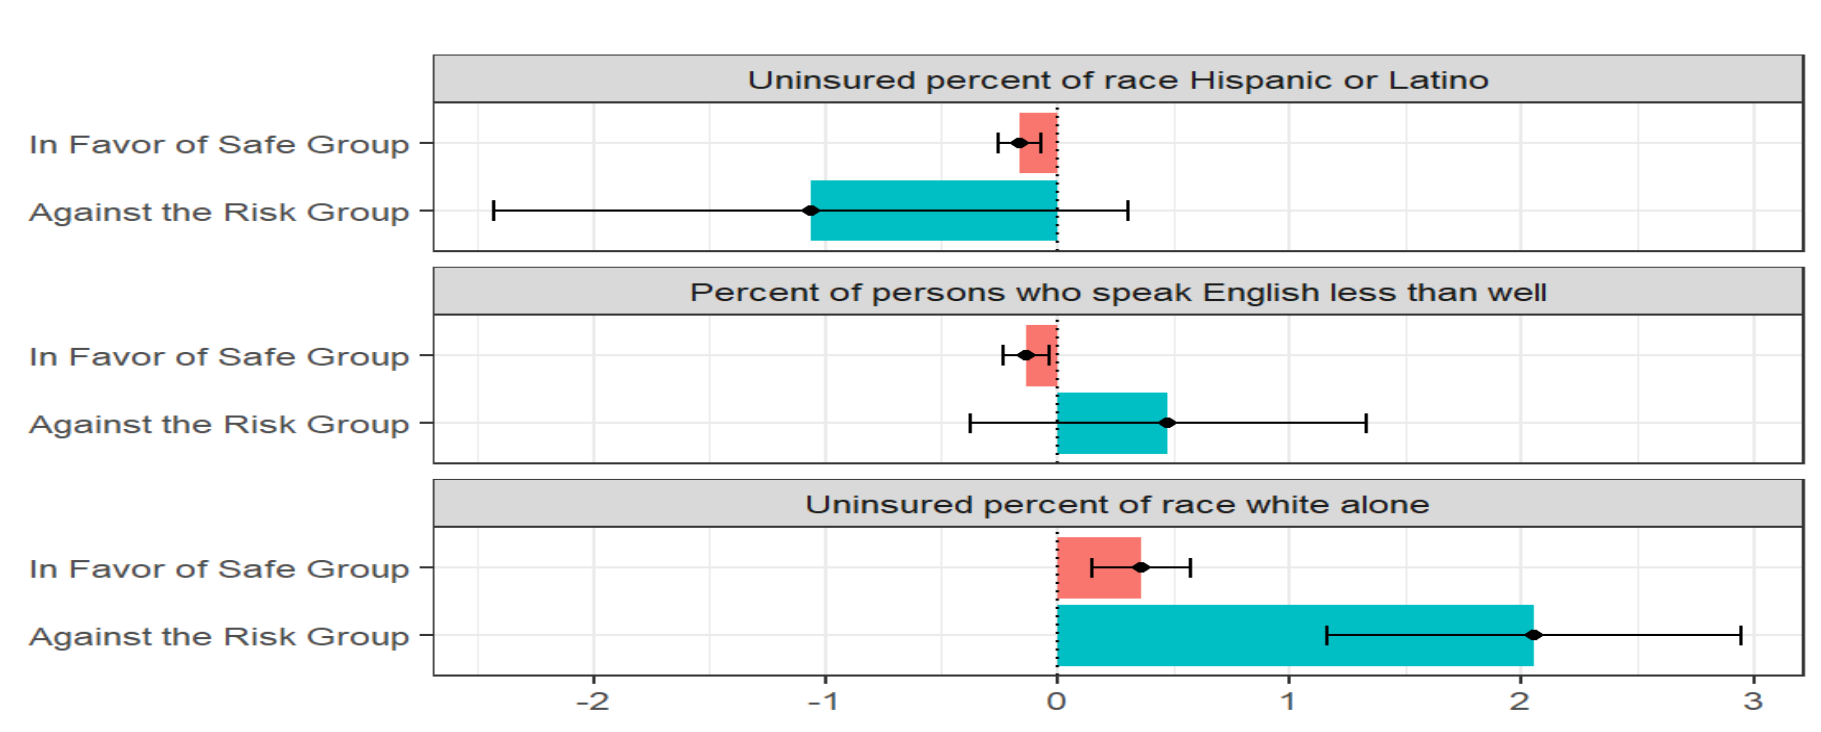 Uninsured percent of race Hispanic or Latino
In Favor of Safe Group
Against the Risk Group
Percent of persons who speak English less than well
In Favor of Safe Group
Against the Risk Group
Uninsured percent of race white alone
In Favor of Safe Group
Against the Risk Group
-2 -1 0 1 2 3